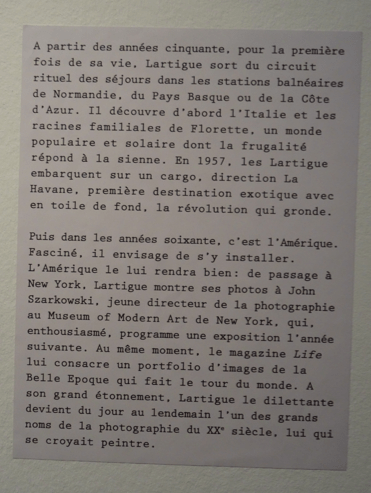 A partir des années cinquante, pour la première
fois de sa vie, Lartigue sort du circuit
rituel des séjours dans les stations balnéaires
de Normandie, du Pays Basque ou de la Côte
d'Azur. Il découvre d'abord l'Italie et les
racines familiales de Florette, un monde
populaire et solaire dont la frugalité
répond à la sienne. En 1957, les Lartigue
embarquent sur un cargo, direction La
Havane, première destination exotique avec
en toile de fond, la révolution qui gronde.

Puis dans les années soixante, c'est l'Amérique.
Fasciné, il envisage de s'y installer.
L'Amérique le lui rendra bien: de passage à
New York, Lartigue montre ses photos à John
Szarkowski, jeune directeur de la photographie
au Museum of Modern Art de New York, qui,
enthousiasmé, programme une exposition l'année
suivante. Au même moment, le magazine Life
lui consacre un portfolio d'images de la
Belle Epoque qui fait le tour du monde. A
son grand étonnement, Lartigue le dilettante
devient du jour au lendemain l'un des grands
noms de la photographie du XXe siècle, lui qui
se croyait peintre.